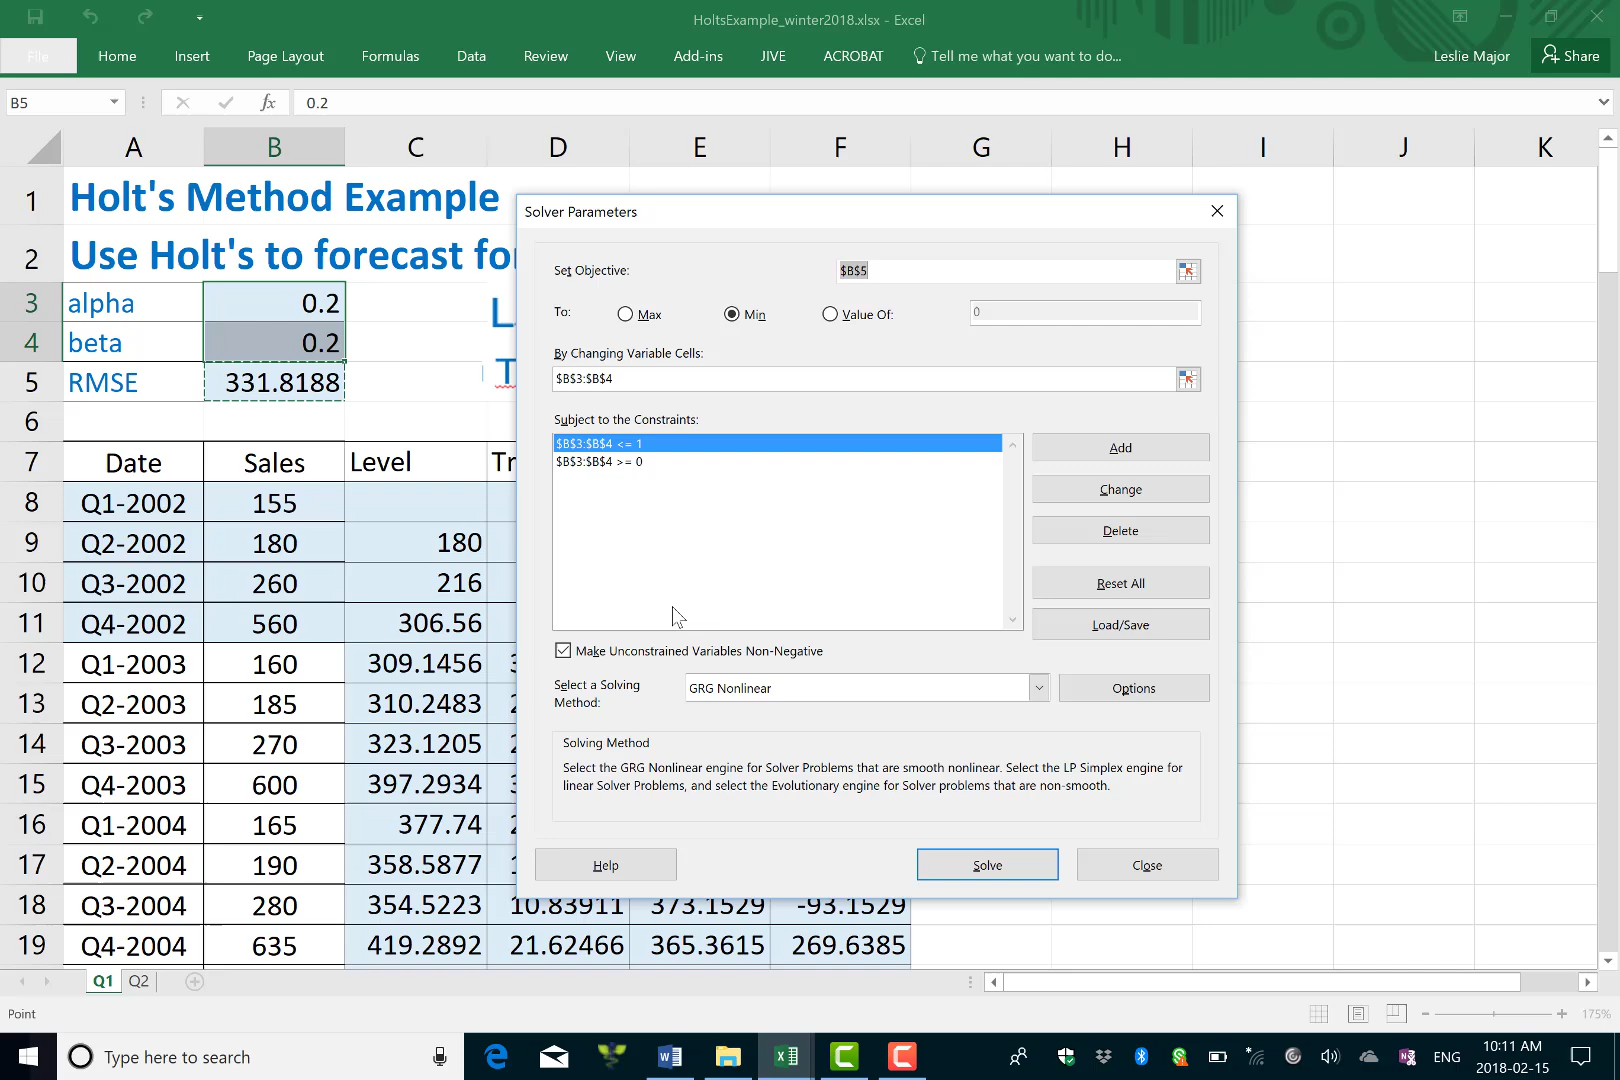 HoltsExample_winter2018.xlsx - Excel
File Home Insert Page Layout Formulas Data Review View Add-ins JIVE ACROBAT Tell me what you want to do... Leslie Major Share
B5 fx 0.2
A B C D E F G H I J K
1 Holt's Method Example
2 Use Holt's to forecast fo
3 alpha 0.2 L
4 beta 0.2 T
5 RMSE 331.8188
6
7 Date Sales Level Tr
8 Q1-2002 155
9 Q2-2002 180 180
10 Q3-2002 260 216
11 Q4-2002 560 306.56
12 Q1-2003 160 309.1456
13 Q2-2003 185 310.2483
14 Q3-2003 270 323.1205
15 Q4-2003 600 397.2934
16 Q1-2004 165 377.74
17 Q2-2004 190 358.5877
18 Q3-2004 280 354.5223 10.83911 373.1529 -93.1529
19 Q4-2004 635 419.2892 21.62466 365.3615 269.6385
Solver Parameters
Set Objective: $B$5
To: Max Min Value Of: 0
By Changing Variable Cells:
$B$3:$B$4
Subject to the Constraints:
$B$3:$B$4 <= 1
$B$3:$B$4 >= 0
Add
Change
Delete
Reset All
Load/Save
Make Unconstrained Variables Non-Negative
Select a Solving Method: GRG Nonlinear Options
Solving Method
Select the GRG Nonlinear engine for Solver Problems that are smooth nonlinear. Select the LP Simplex engine for
linear Solver Problems, and select the Evolutionary engine for Solver problems that are non-smooth.
Help Solve Close
Q1 Q2
Point 175%
Type here to search ENG 10:11 AM
2018-02-15